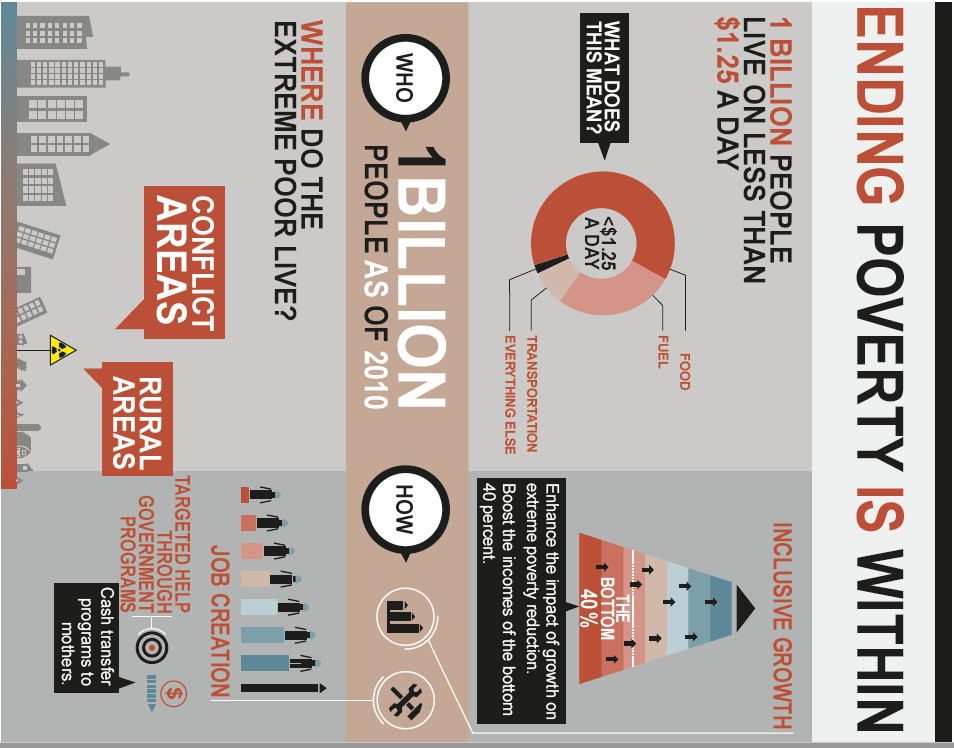 ENDING POVERTY IS WITHIN
1 BILLION PEOPLE
LIVE ON LESS THAN
$1.25 A DAY
WHAT DOES
THIS MEAN?
<$1.25
A DAY
FOOD
FUEL
TRANSPORTATION
EVERYTHING ELSE
INCLUSIVE GROWTH
THE
BOTTOM
40%
Enhance the impact of growth on
extreme poverty reduction.
Boost the incomes of the bottom
40 percent.
WHO
1 BILLION
PEOPLE AS OF 2010
HOW
WHERE DO THE
EXTREME POOR LIVE?
CONFLICT
AREAS
RURAL
AREAS
JOB CREATION
TARGETED HELP
THROUGH
GOVERNMENT
PROGRAMS
$
Cash transfer
programs to
mothers.